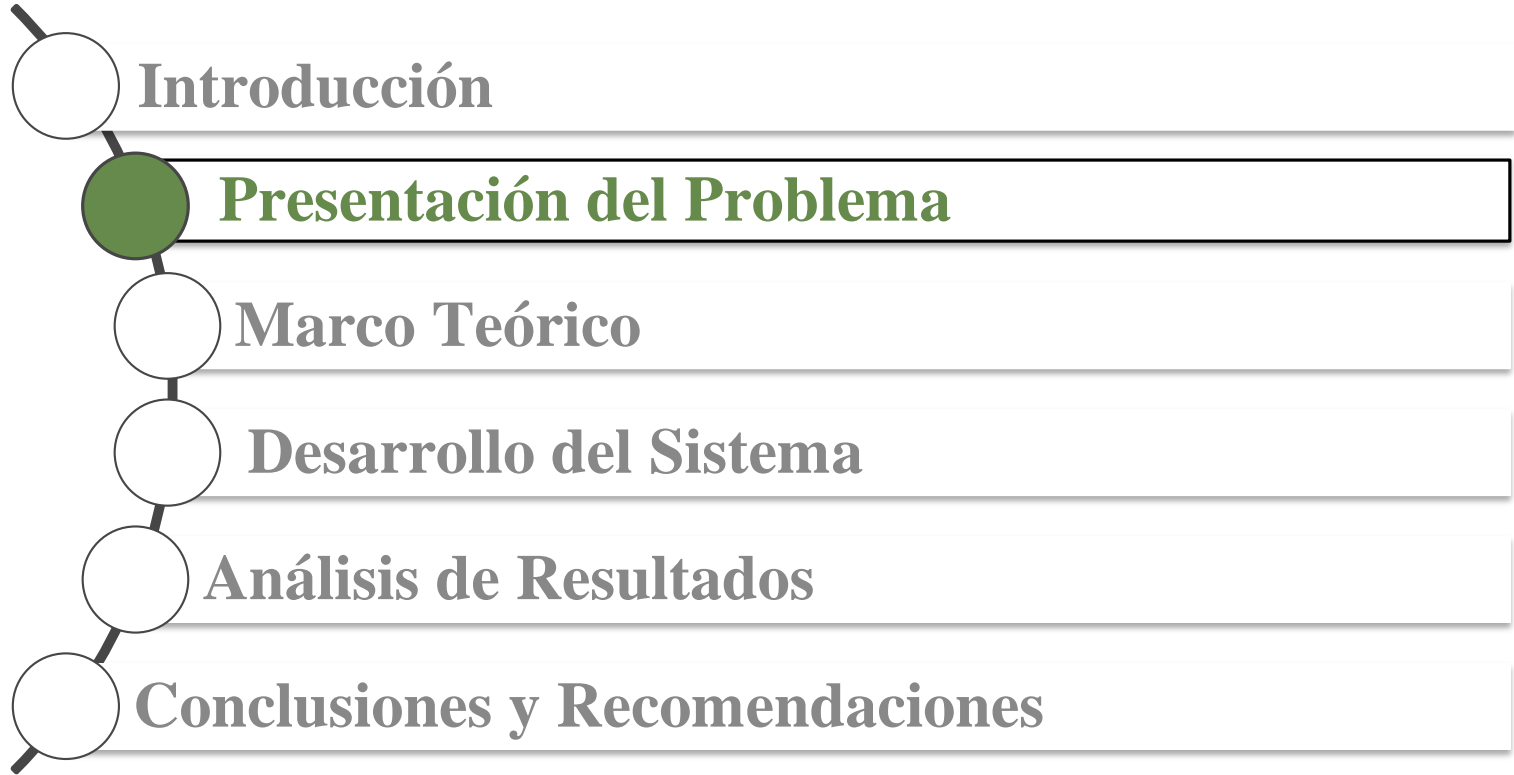 Introducción
Presentación del Problema
Marco Teórico
Desarrollo del Sistema
Análisis de Resultados
Conclusiones y Recomendaciones